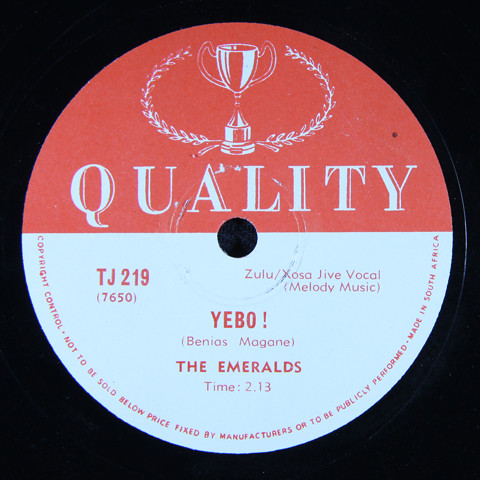 QUALITY
TJ 219
(7650)
Zulu/Xosa Jive Vocal
(Melody Music)
YEBO !
(Benias Magane)
THE EMERALDS
Time: 2.13
COPYRIGHT CONTROL - NOT TO BE SOLD BELOW PRICE FIXED BY MANUFACTURERS OR TO BE PUBLICLY PERFORMED - MADE IN SOUTH AFRICA